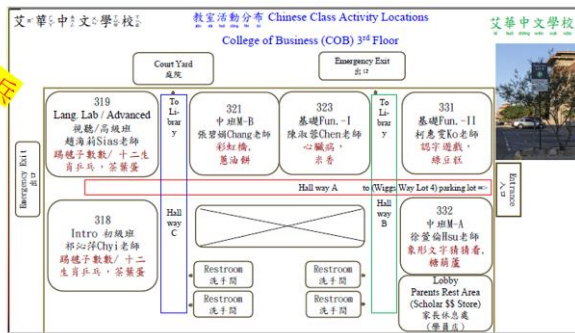 艾華中文學校
教室活動分布 Chinese Class Activity Locations
College of Business (COB) 3rd Floor
艾華中文學校
Court Yard
庭院
Emergency Exit
出口
319
Lang. Lab / Advanced
視聽/高級班
趙海莉Sias老師
踢毽子數數/ 十二生
肖乒乓，茶葉蛋
To
Li-
brar
y
321
中班M-B
張碧娟Chang老師
彩虹橋,
蔥油餅
323
基礎Fun. -I
陳淑蓉Chen老師
心臟病,
米香
To
Librar
y
331
基礎Fun. -II
柯惠雯Ko老師
認字遊戲,
綠豆糕
Emergency Exit
出口
Hall way A
to (Wiggs Way Lot 4) parking lot =>
Entrance
入口
318
Intro 初級班
祁沁萍Chyi老師
踢毽子數數/ 十二生
肖乒乓，茶葉蛋
Hall
way
C
Hall
way
B
332
中班M-A
徐萱倫Hsu老師
象形文字猜猜看,
糖葫蘆
Restroom
洗手間
Restroom
洗手間
Restroom
洗手間
Restroom
洗手間
Lobby
Parents Rest Area
(Scholar $$ Store)
家長休息處
(學員店)